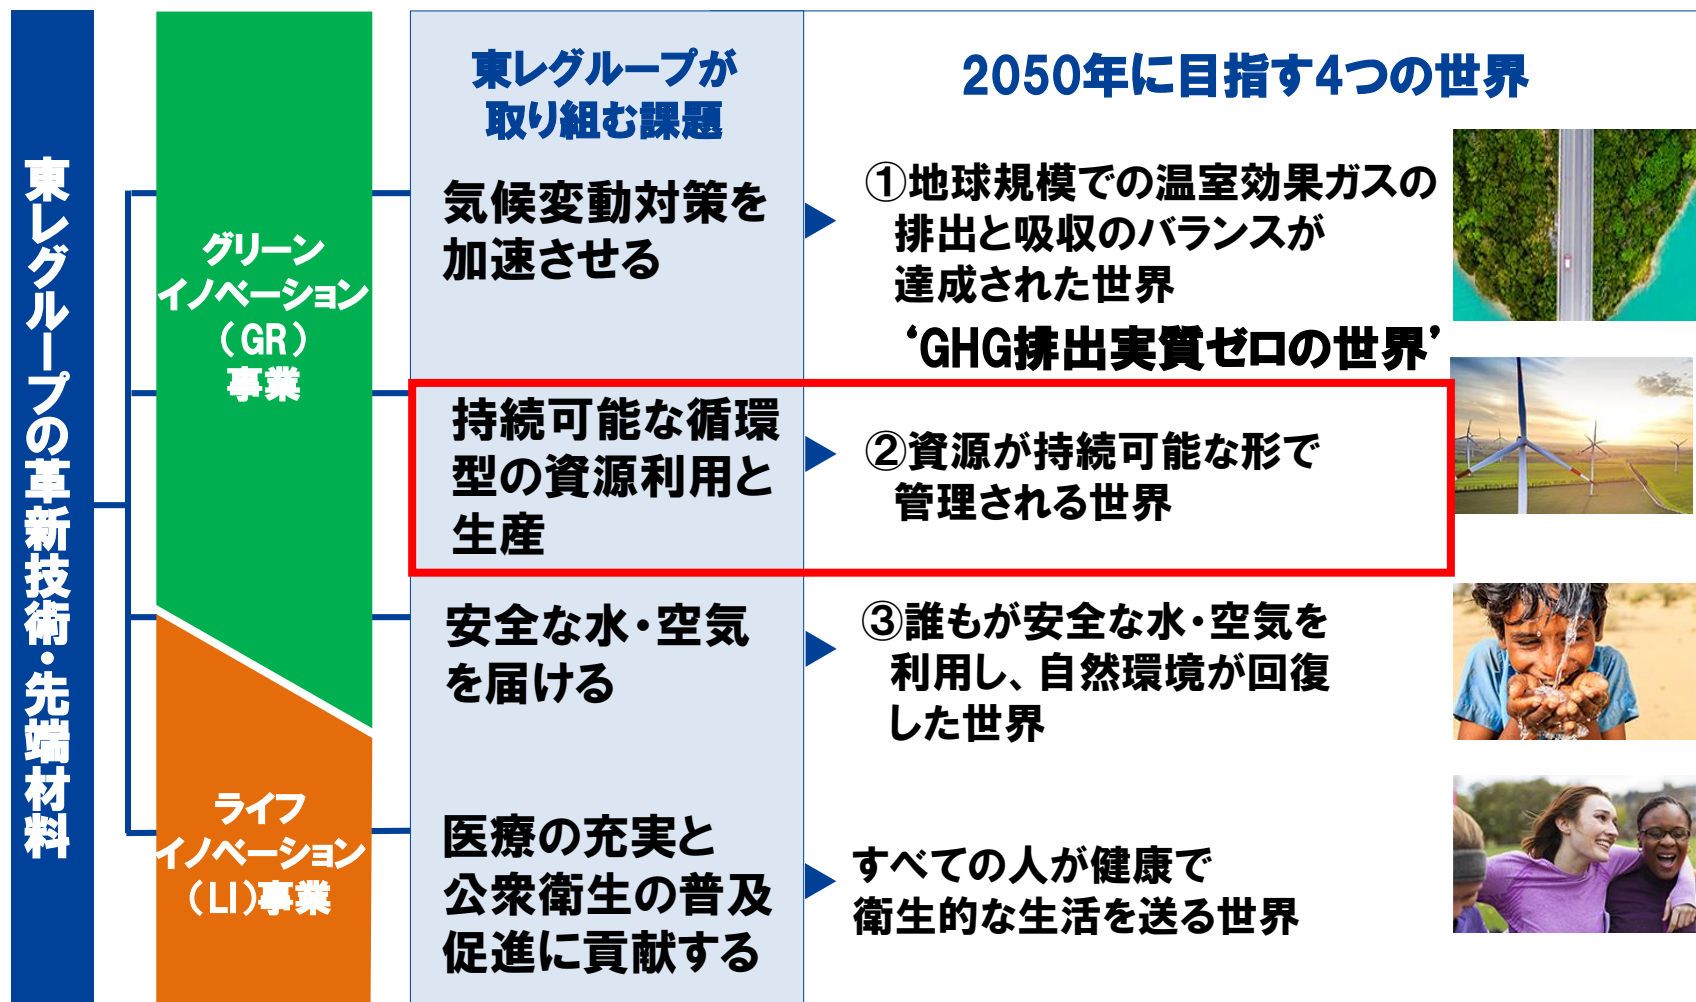 東レグループの革新技術・先端材料
グリーン
イノベーション
（GR）
事業
ライフ
イノベーション
（LI）事業
東レグループが
取り組む課題
2050年に目指す4つの世界
気候変動対策を
加速させる
①地球規模での温室効果ガスの
排出と吸収のバランスが
達成された世界
‘GHG排出実質ゼロの世界’
持続可能な循環
型の資源利用と
生産
②資源が持続可能な形で
管理される世界
安全な水・空気
を届ける
③誰もが安全な水・空気を
利用し、自然環境が回復
した世界
医療の充実と
公衆衛生の普及
促進に貢献する
すべての人が健康で
衛生的な生活を送る世界